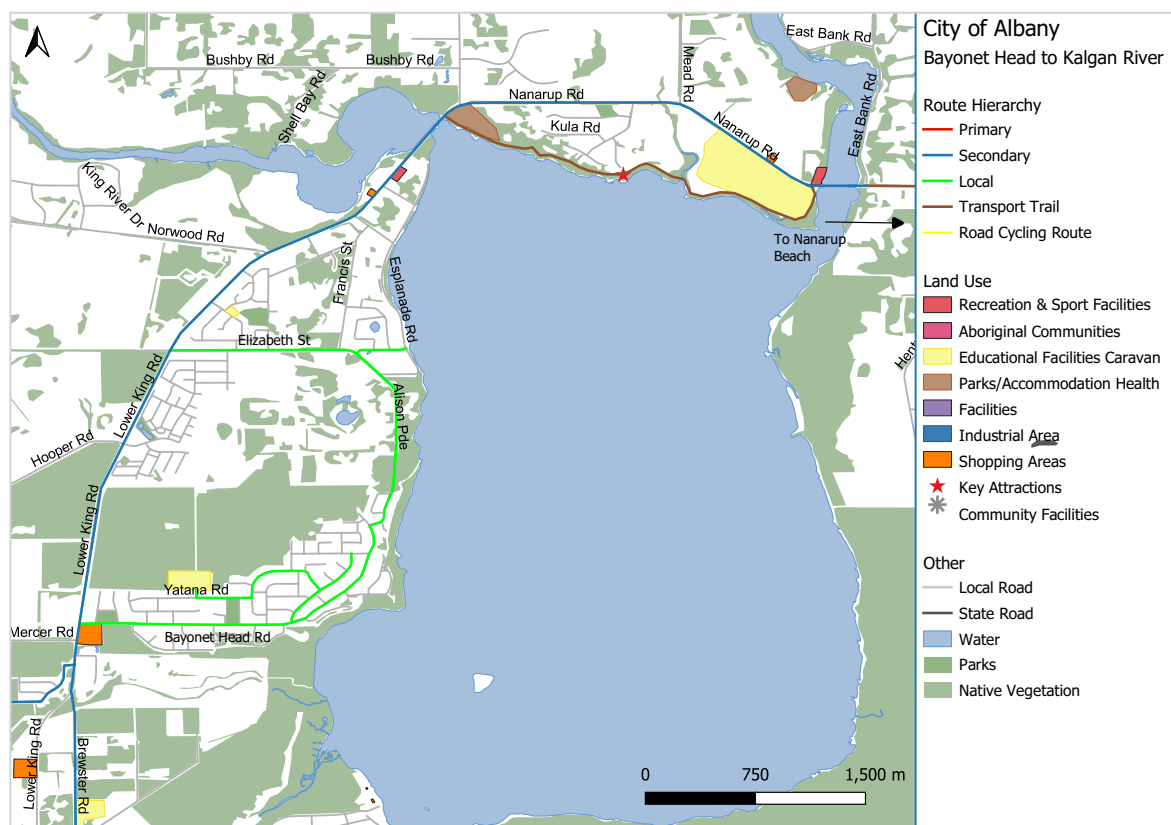 City of Albany
Bayonet Head to Kalgan River
Route Hierarchy
Primary
Secondary
Local
Transport Trail
Road Cycling Route
Land Use
Recreation & Sport Facilities
Aboriginal Communities
Educational Facilities Caravan
Parks/Accommodation Health
Facilities
Industrial Area
Shopping Areas
Key Attractions
Community Facilities
Other
Local Road
State Road
Water
Parks
Native Vegetation
East Bank Rd
Bushby Rd
Bushby Rd
Mead Rd
Shell Bay Rd
Nanarup Rd
East Bank Rd
Kula Rd
Nanarup Rd
King River Dr
Norwood Rd
To Nanarup
Beach
Francis St
Esplanade Rd
Elizabeth St
Lower King Rd
Hent
Alison Pde
Hooper Rd
Lower King Rd
Yatana Rd
Mercer Rd
Bayonet Head Rd
Lower King Rd
Brewster Rd
0
750
1,500 m